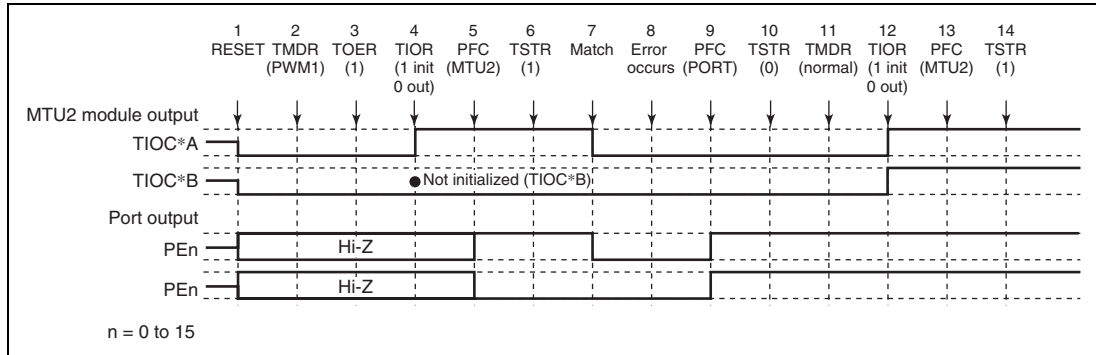 1 2 3 4 5 6 7 8 9 10 11 12 13 14
RESET TMDR TOER TIOR PFC TSTR Match Error PFC TSTR TMDR TIOR PFC TSTR
(PWM1) (1) (1 init (MTU2) (1) occurs (PORT) (0) (normal) (1 init (MTU2) (1)
0 out) 0 out)
MTU2 module output
TIOC*A
TIOC*B ● Not initialized (TIOC*B)
Port output
PEn Hi-Z
PEn Hi-Z
n = 0 to 15